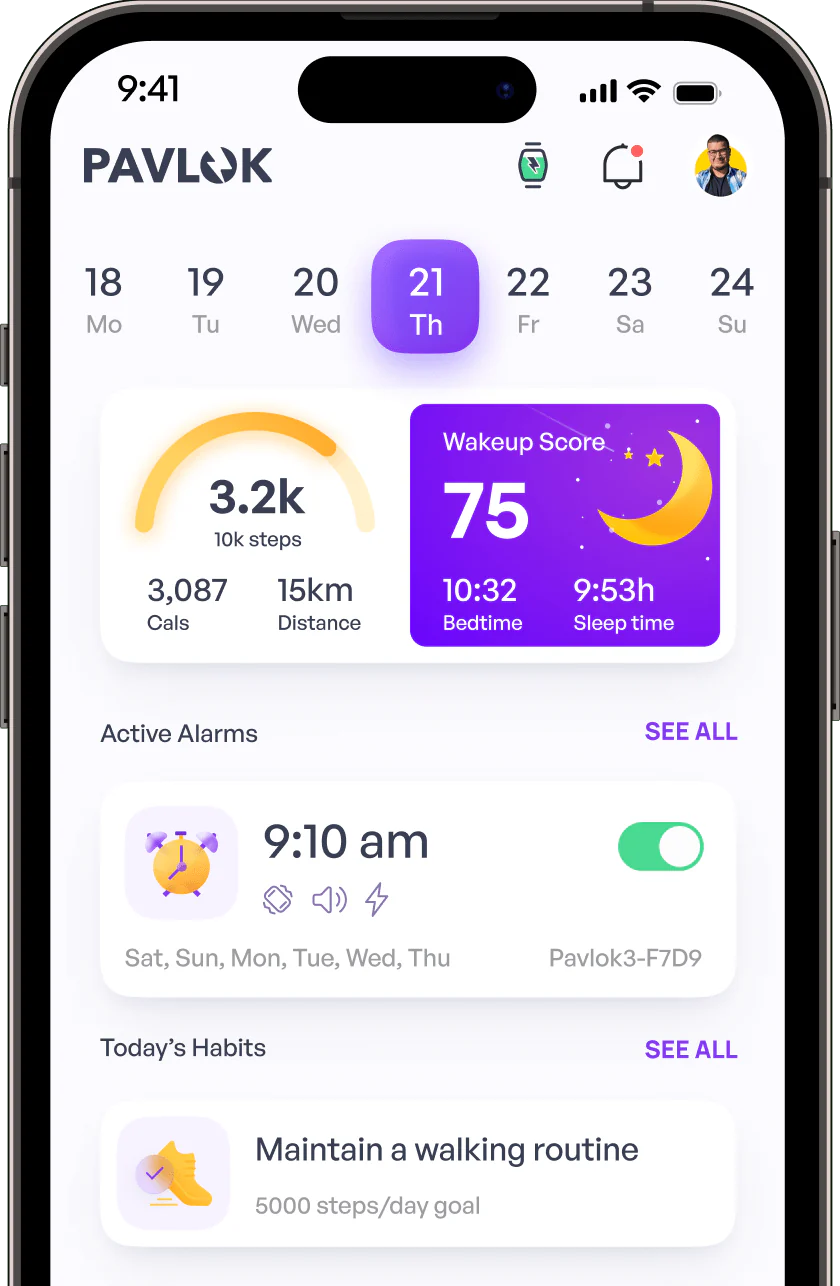 9:41
PAVLOK
18 19 20 21 22 23 24
Mo Tu Wed Th Fr Sa Su
3.2k
10k steps
3,087 15km
Cals Distance
Wakeup Score
75
10:32 9:53h
Bedtime Sleep time
Active Alarms SEE ALL
9:10 am
Sat, Sun, Mon, Tue, Wed, Thu Pavlok3-F7D9
Today’s Habits SEE ALL
Maintain a walking routine
5000 steps/day goal